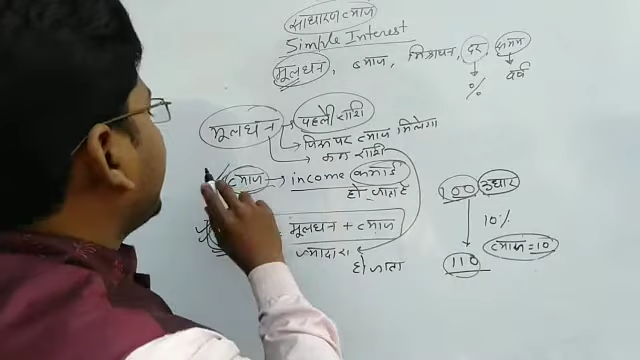 साधारण ब्याज
Simple Interest
मूलधन, ब्याज, मिश्रधन, दर, समय
% वर्ष
मूलधन → पहली राशि
→ जिस पर ब्याज मिलेगा
→ कम राशि
ब्याज → income कमाई
हो जाता है
मूलधन + ब्याज
ज्यादा
हो जाता
100 उधार
10%
ब्याज = 10
110